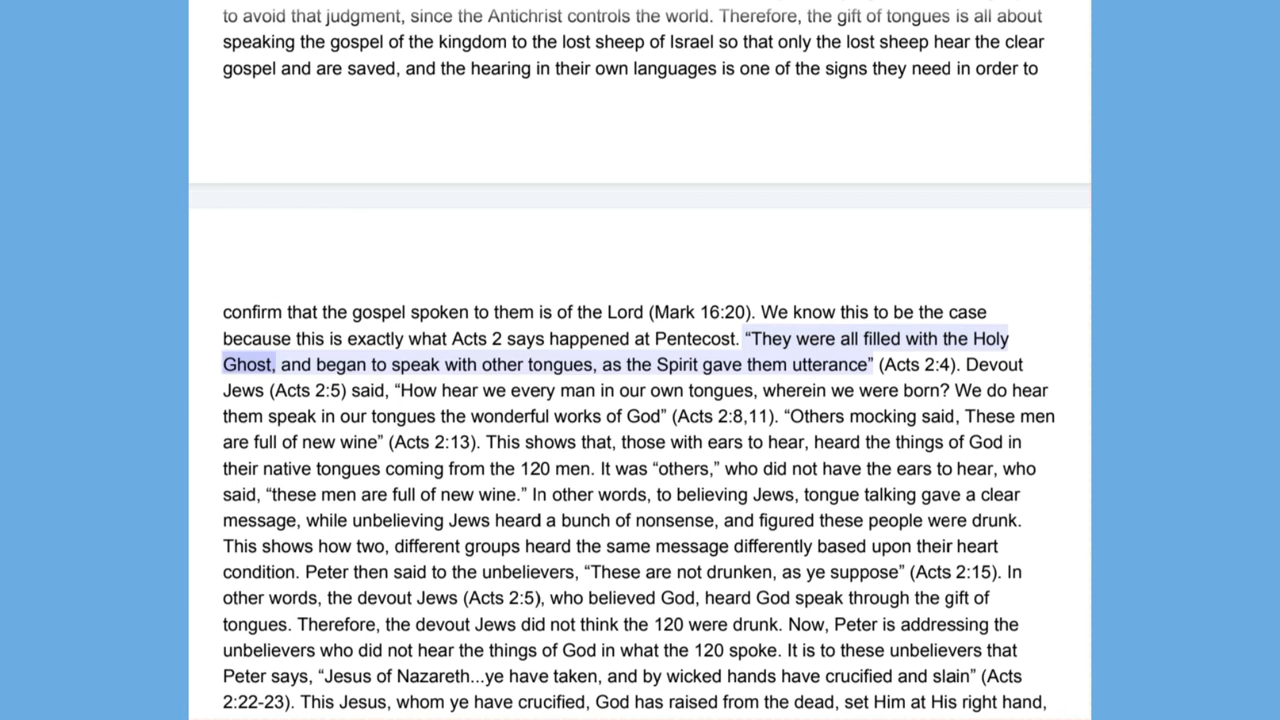 to avoid that judgment, since the Antichrist controls the world. Therefore, the gift of tongues is all about
speaking the gospel of the kingdom to the lost sheep of Israel so that only the lost sheep hear the clear
gospel and are saved, and the hearing in their own languages is one of the signs they need in order to
confirm that the gospel spoken to them is of the Lord (Mark 16:20). We know this to be the case
because this is exactly what Acts 2 says happened at Pentecost. “They were all filled with the Holy
Ghost, and began to speak with other tongues, as the Spirit gave them utterance” (Acts 2:4). Devout
Jews (Acts 2:5) said, “How hear we every man in our own tongues, wherein we were born? We do hear
them speak in our tongues the wonderful works of God” (Acts 2:8,11). “Others mocking said, These men
are full of new wine” (Acts 2:13). This shows that, those with ears to hear, heard the things of God in
their native tongues coming from the 120 men. It was “others,” who did not have the ears to hear, who
said, “these men are full of new wine.” In other words, to believing Jews, tongue talking gave a clear
message, while unbelieving Jews heard a bunch of nonsense, and figured these people were drunk.
This shows how two, different groups heard the same message differently based upon their heart
condition. Peter then said to the unbelievers, “These are not drunken, as ye suppose” (Acts 2:15). In
other words, the devout Jews (Acts 2:5), who believed God, heard God speak through the gift of
tongues. Therefore, the devout Jews did not think the 120 were drunk. Now, Peter is addressing the
unbelievers who did not hear the things of God in what the 120 spoke. It is to these unbelievers that
Peter says, “Jesus of Nazareth...ye have taken, and by wicked hands have crucified and slain” (Acts
2:22-23). This Jesus, whom ye have crucified, God has raised from the dead, set Him at His right hand,